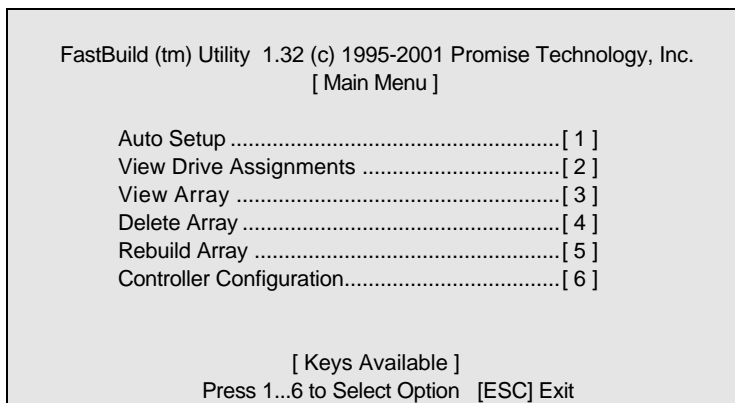 FastBuild (tm) Utility 1.32 (c) 1995-2001 Promise Technology, Inc.
[ Main Menu ]
Auto Setup .......................................................[ 1 ]
View Drive Assignments .................................[ 2 ]
View Array ......................................................[ 3 ]
Delete Array.....................................................[ 4 ]
Rebuild Array ...................................................[ 5 ]
Controller Configuration....................................[ 6 ]
[ Keys Available ]
Press 1...6 to Select Option [ESC] Exit